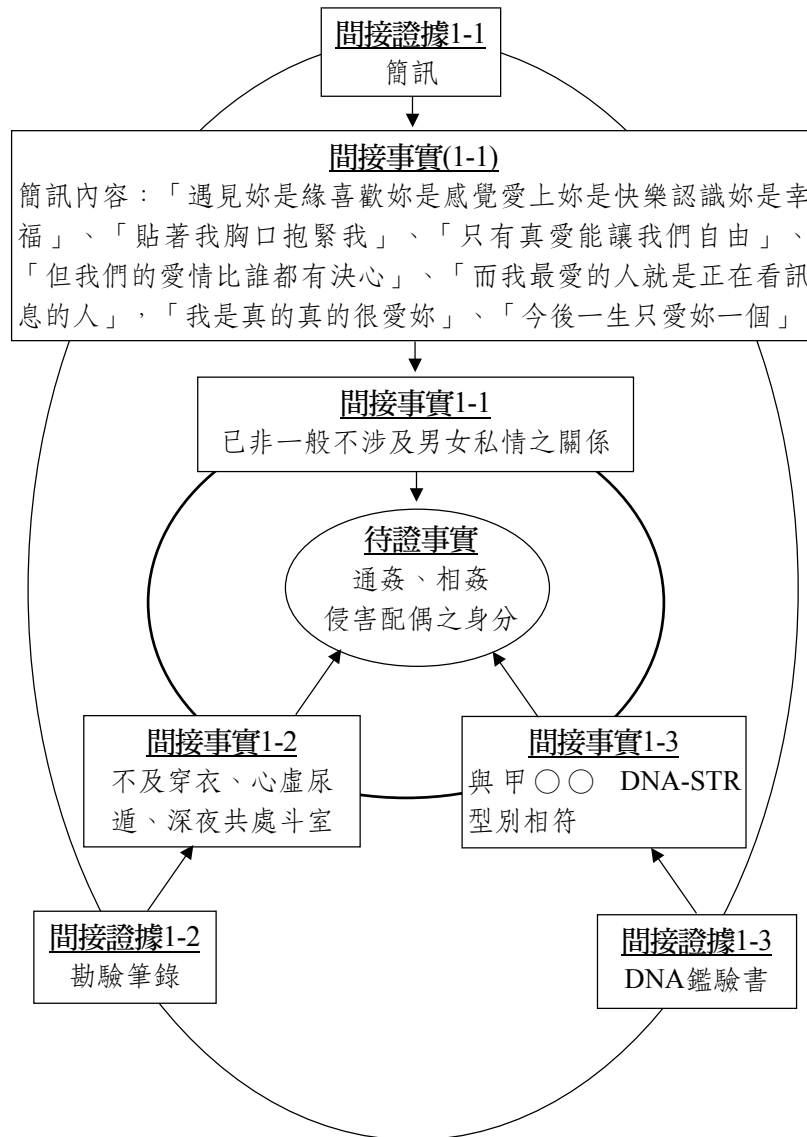 間接證據1-1
簡訊
間接事實(1-1)
簡訊內容：「遇見妳是緣喜歡妳是感覺愛上妳是快樂認識妳是幸
福」、「貼著我胸口抱緊我」、「只有真愛能讓我們自由」、
「但我們的愛情比誰都有決心」、「而我最愛的人就是正在看訊
息的人」，「我是真的真的很愛妳」、「今後一生只愛妳一個」
間接事實1-1
已非一般不涉及男女私情之關係
待證事實
通姦、相姦
侵害配偶之身分
間接事實1-2
不及穿衣、心虛尿
遁、深夜共處斗室
間接事實1-3
與甲○○ DNA-STR
型別相符
間接證據1-2
勘驗筆錄
間接證據1-3
DNA鑑驗書